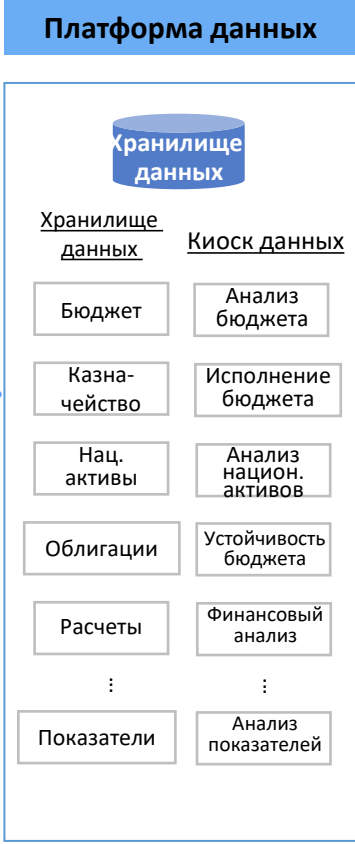 Платформа данных
Хранилище
данных
Хранилище
данных
Киоск данных
Бюджет
Анализ
бюджета
Казна-
чейство
Исполнение
бюджета
Нац.
активы
Анализ
национ.
активов
Облигации
Устойчивость
бюджета
Расчеты
Финансовый
анализ
...
...
Показатели
Анализ
показателей